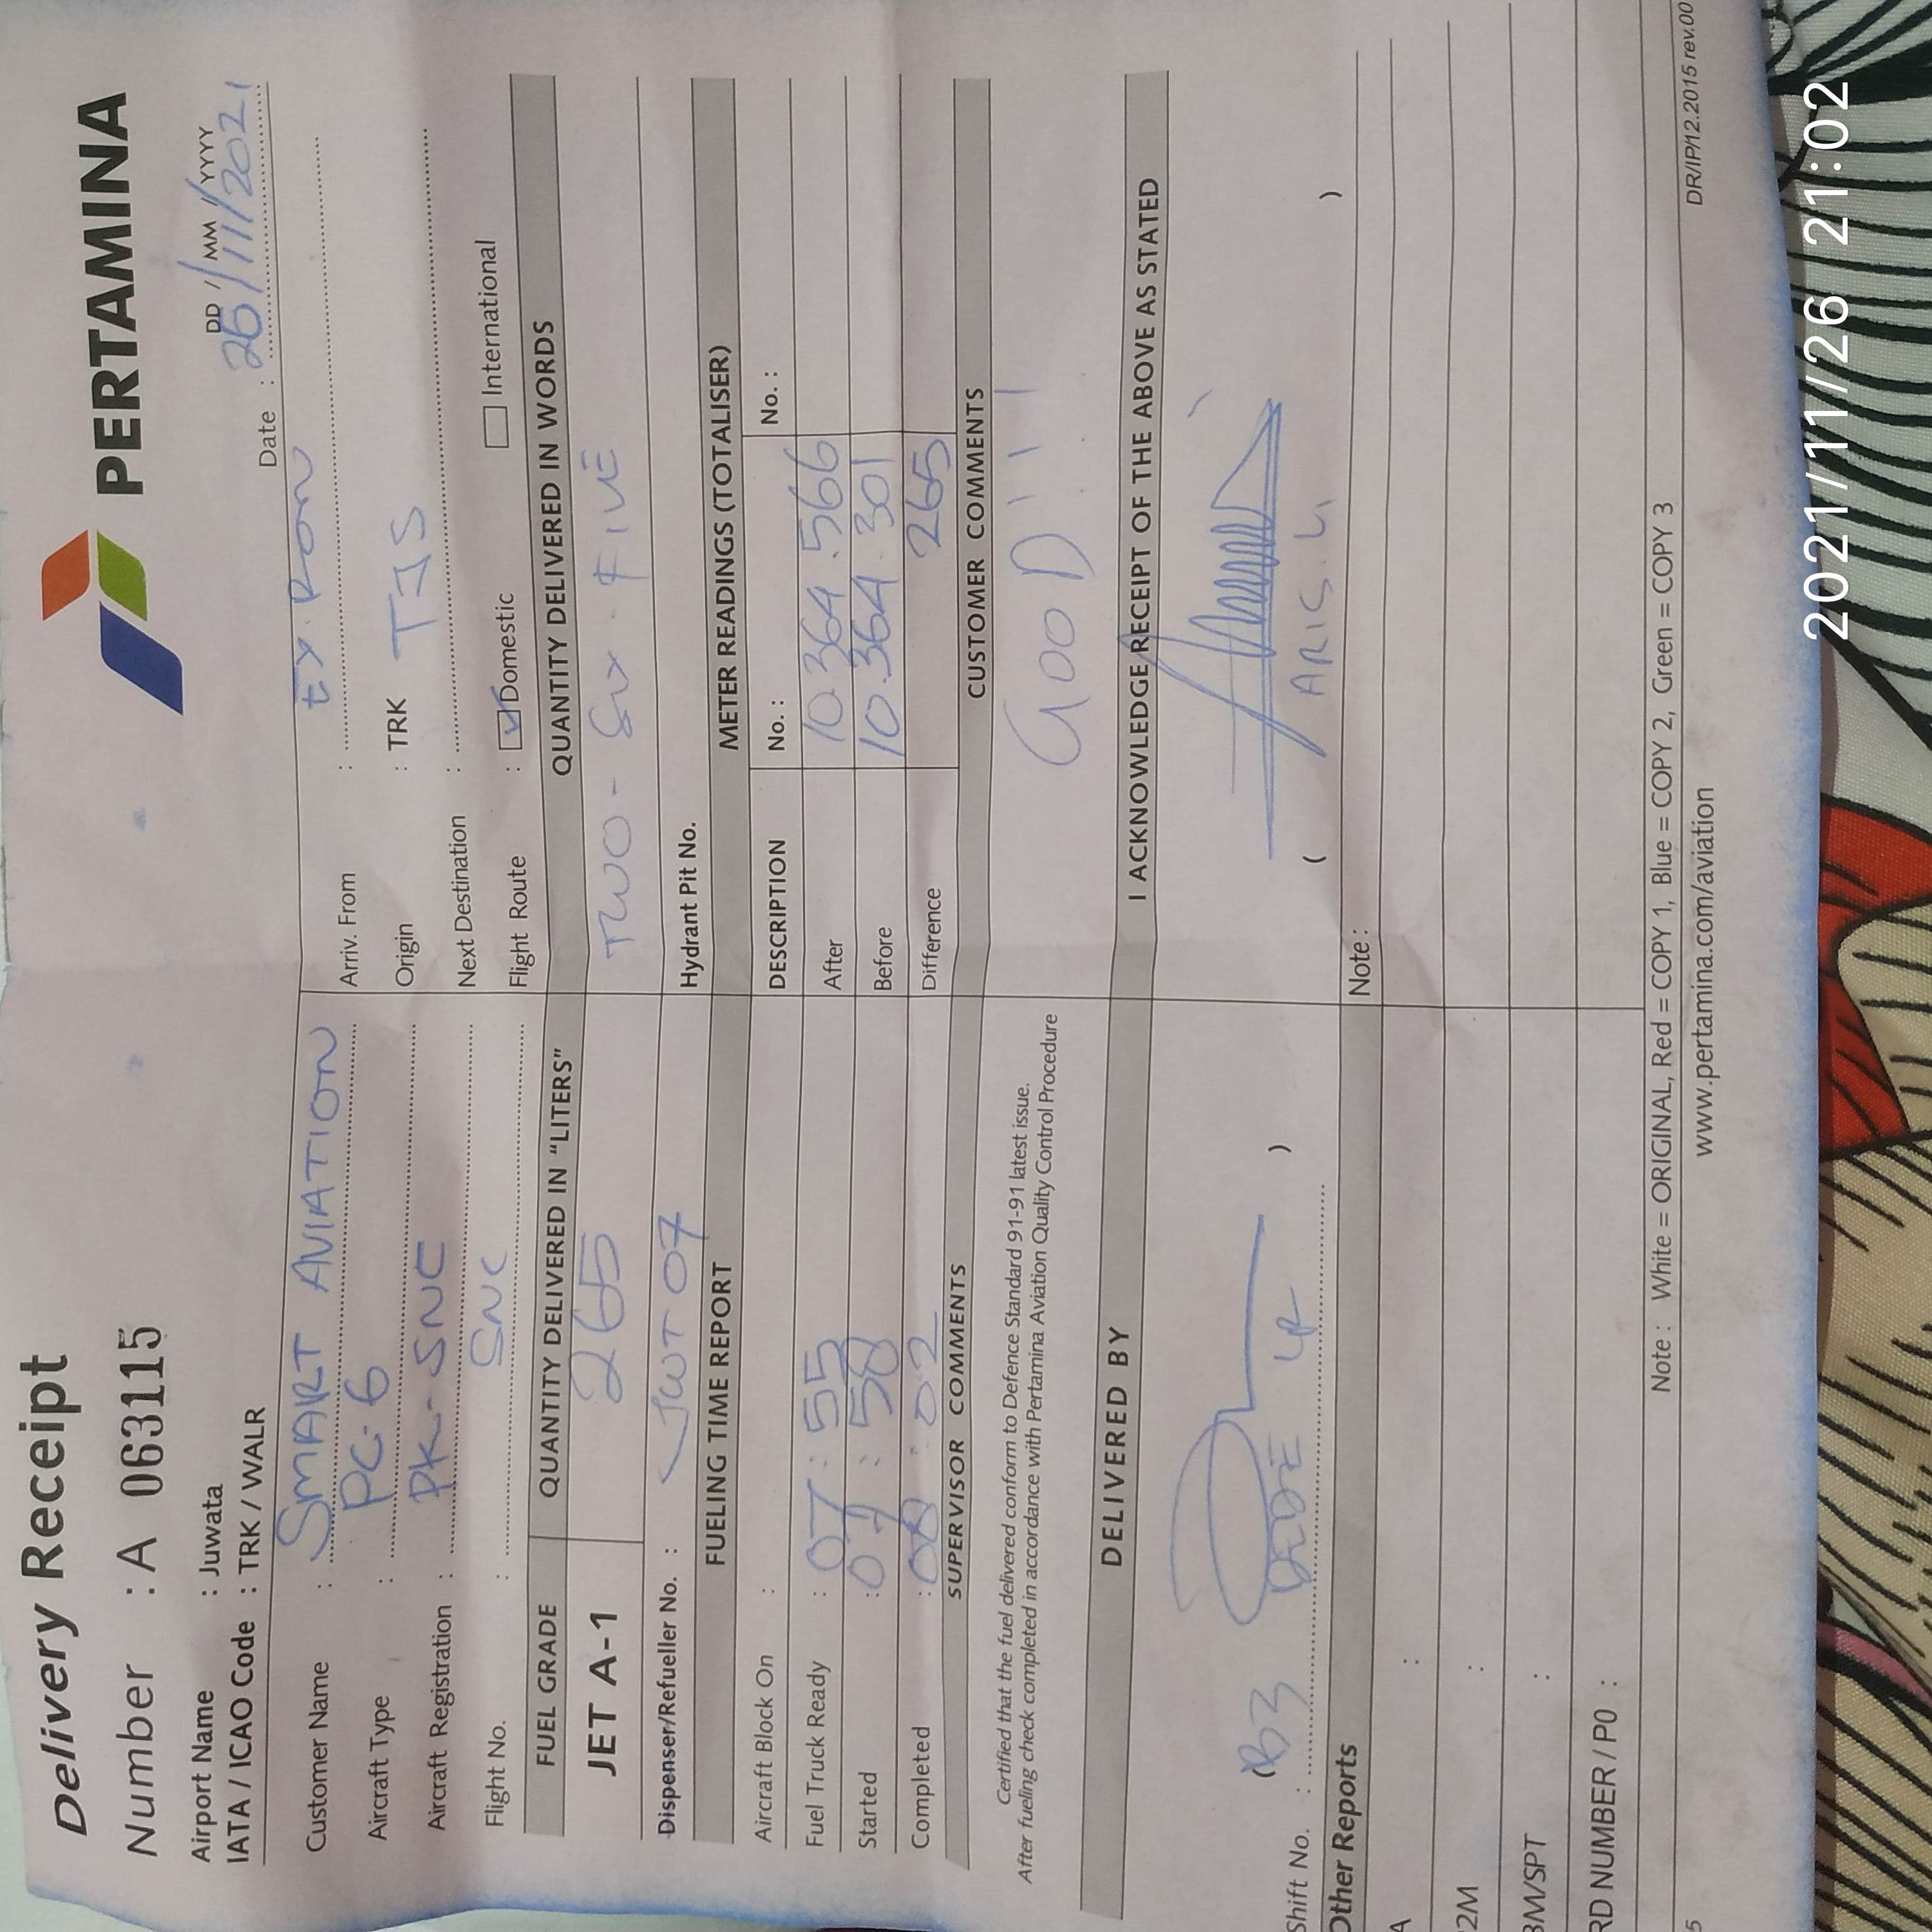 Delivery Receipt
PERTAMINA
Number : A 063115
DD / MM / YYYY
Date : 26/11/2021
Airport Name : Juwata
IATA / ICAO Code : TRK / WALR
Customer Name : SMART AVIATION
Aircraft Type : PC-6
Aircraft Registration : PK-SNC
Flight No. : SNC
Arriv. From : EX. RON
Origin : TRK
Next Destination : TJS
Flight Route : ☑ Domestic ☐ International
FUEL GRADE
QUANTITY DELIVERED IN "LITERS"
QUANTITY DELIVERED IN WORDS
JET A-1
265
TWO - SIX - FIVE
Dispenser/Refueller No. : JWT 07
Hydrant Pit No.
FUELING TIME REPORT
METER READINGS (TOTALISER)
Aircraft Block On :
DESCRIPTION No. : No. :
Fuel Truck Ready : 07 : 55
After 10.364.566
Started : 07 : 58
Before 10.364.301
Completed : 08 : 02
Difference 265
SUPERVISOR COMMENTS
CUSTOMER COMMENTS
Certified that the fuel delivered conform to Defence Standard 91-91 latest issue.
After fueling check completed in accordance with Pertamina Aviation Quality Control Procedure
GOOD !!!
DELIVERED BY
I ACKNOWLEDGE RECEIPT OF THE ABOVE AS STATED
( B3 DEDE )
( ARIS. )
Shift No. :
Other Reports
Note :
A :
2M :
BM/SPT :
RD NUMBER / P0 :
Note : White = ORIGINAL, Red = COPY 1, Blue = COPY 2, Green = COPY 3
5
www.pertamina.com/aviation
DR/IP/12.2015 rev.00
2021/11/26 21:02